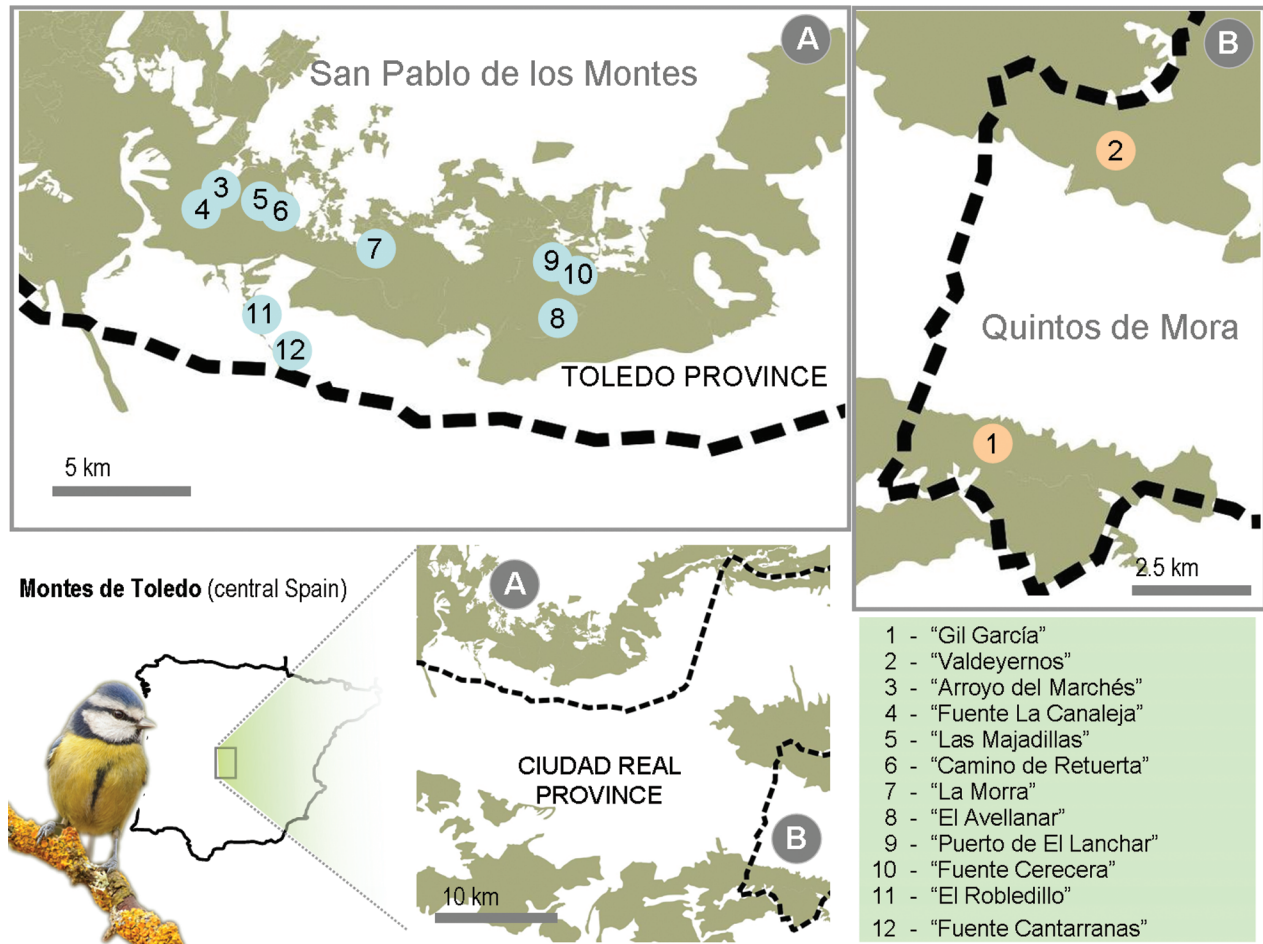 A
San Pablo de los Montes
3
5
4
6
7
9
10
8
11
12
TOLEDO PROVINCE
5 km
B
2
Quintos de Mora
1
2.5 km
Montes de Toledo (central Spain)
A
CIUDAD REAL
PROVINCE
B
10 km
1 - “Gil García”
2 - “Valdeyernos”
3 - “Arroyo del Marchés”
4 - “Fuente La Canaleja”
5 - “Las Majadillas”
6 - “Camino de Retuerta”
7 - “La Morra”
8 - “El Avellanar”
9 - “Puerto de El Lanchar”
10 - “Fuente Cerecera”
11 - “El Robledillo”
12 - “Fuente Cantarranas”